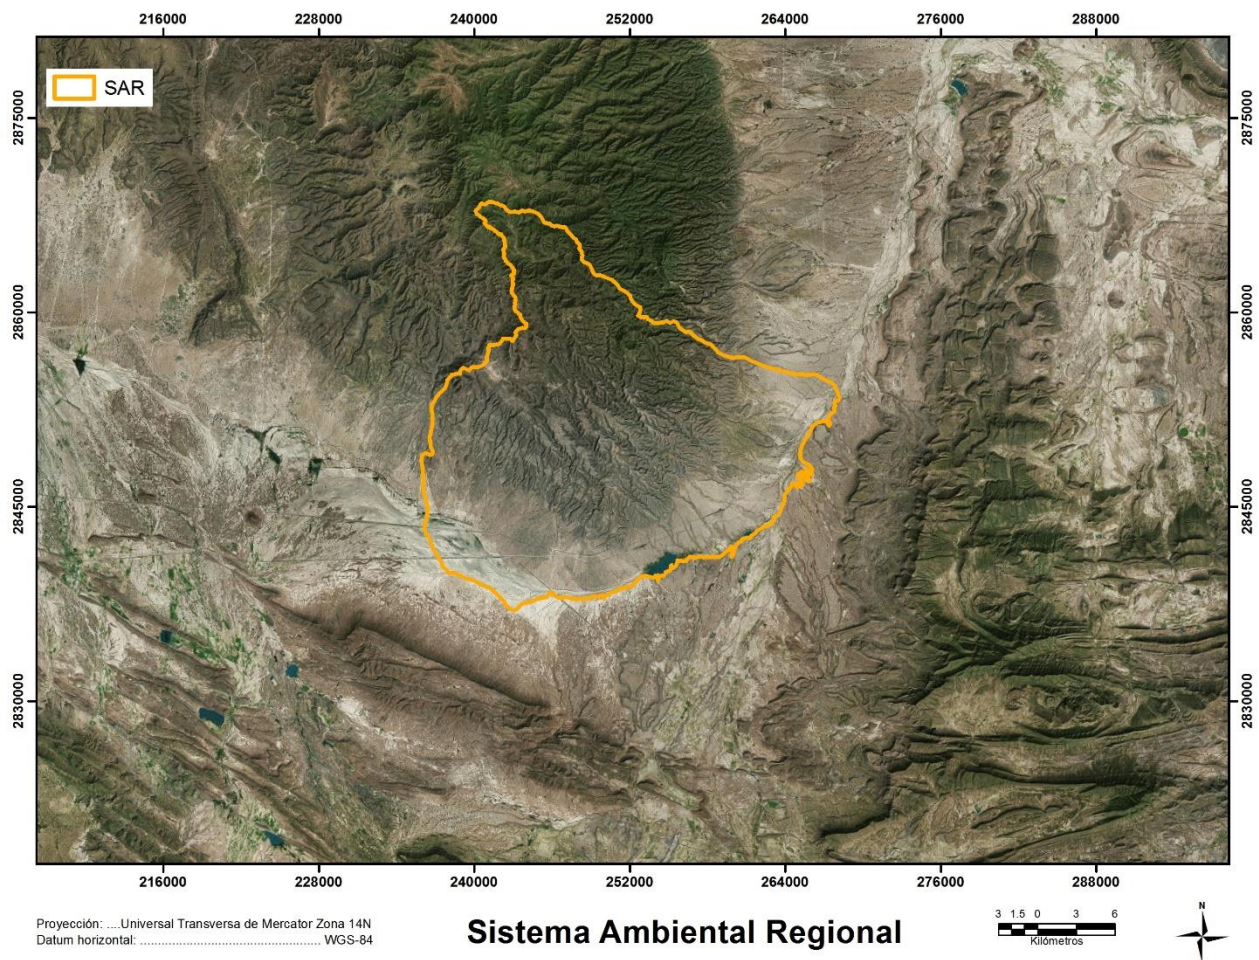 216000 228000 240000 252000 264000 276000 288000
SAR
2875000 2875000
2860000 2860000
2845000 2845000
2830000 2830000
216000 228000 240000 252000 264000 276000 288000
Proyección: ....Universal Transversa de Mercator Zona 14N
Datum horizontal: ...................................................... WGS-84
Sistema Ambiental Regional
3 1.5 0 3 6
Kilómetros
N